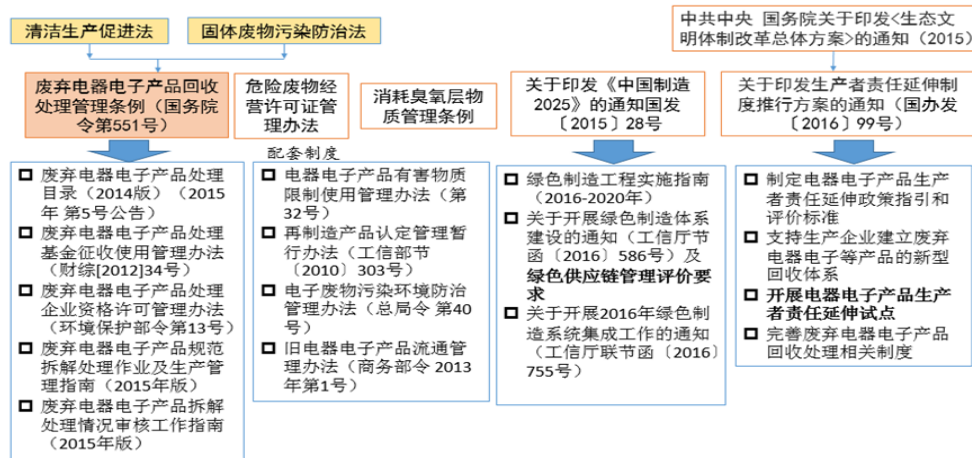 清洁生产促进法
固体废物污染防治法
中共中央 国务院关于印发<生态
文明体制改革总体方案>的通知（2015）
废弃电器电子产品回收
处理管理条例（国务院
令第551号）
危险废物经
营许可证管
理办法
消耗臭氧层物
质管理条例
关于印发《中国制造
2025》的通知国发
〔2015〕28号
关于印发生产者责任延伸制
度推行方案的通知（国办发
〔2016〕99号）
配套制度
废弃电器电子产品处理
目录（2014版）（2015
年 第5号公告）
废弃电器电子产品处理
基金征收使用管理办法
（财综[2012]34号）
废弃电器电子产品处理
企业资格许可管理办法
（环境保护部令 第13号）
废弃电器电子产品规范
拆解处理作业及生产管
理指南（2015年版）
废弃电器电子产品拆解
处理情况审核工作指南
（2015年版）
电器电子产品有害物质
限制使用管理办法（第
32号）
再制造产品认定管理暂
行办法（工信部节
〔2010〕303号）
电子废物污染环境防治
管理办法（总局令 第40
号）
旧电器电子产品流通管
理办法（商务部令 2013
年第1号）
绿色制造工程实施指南
（2016-2020年）
关于开展绿色制造体系
建设的通知（工信厅节
函〔2016〕586号）及
绿色供应链管理评价要
求
关于开展2016年绿色制
造系统集成工作的通知
（工信厅联节函〔2016〕
755号）
制定电器电子产品生产
者责任延伸政策指引和
评价标准
支持生产企业建立废弃
电器电子等产品的新型
回收体系
开展电器电子产品生产
者责任延伸试点
完善废弃电器电子产品
回收处理相关制度